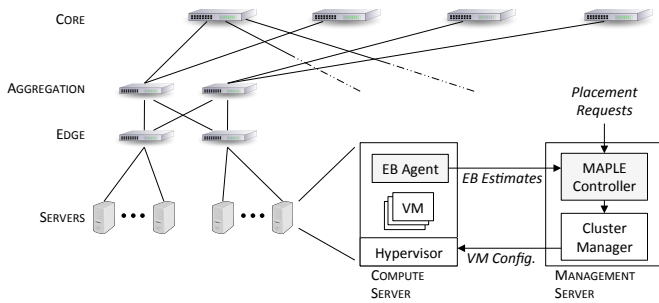 CORE
AGGREGATION
Placement
Requests
EDGE
EB Agent
MAPLE
Controller
EB Estimates
VM
SERVERS
Cluster
Manager
Hypervisor
VM Config.
COMPUTE
SERVER
MANAGEMENT
SERVER